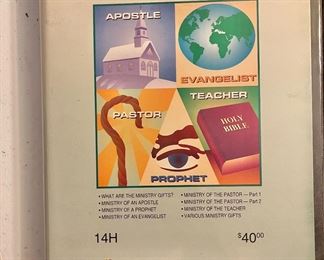 APOSTLE
EVANGELIST
TEACHER
PASTOR
HOLY
BIBLE
PROPHET
• WHAT ARE THE MINISTRY GIFTS?
• MINISTRY OF AN APOSTLE
• MINISTRY OF A PROPHET
• MINISTRY OF AN EVANGELIST
• MINISTRY OF THE PASTOR — Part 1
• MINISTRY OF THE PASTOR — Part 2
• MINISTRY OF THE TEACHER
• VARIOUS MINISTRY GIFTS
14H
$40.00